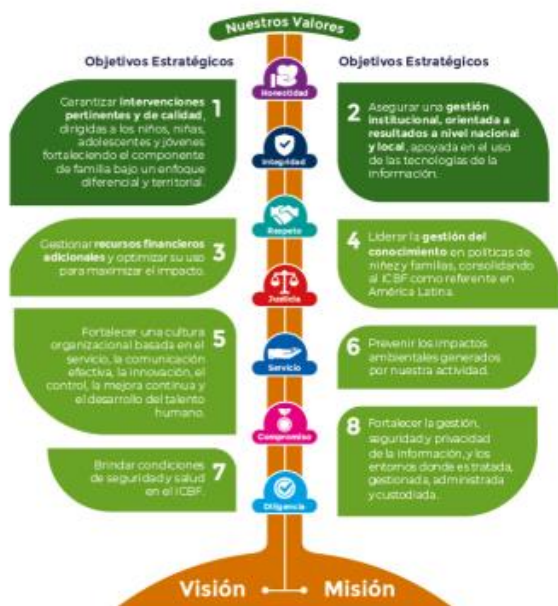 Nuestros Valores
Objetivos Estratégicos
Objetivos Estratégicos
Honestidad
1
Garantizar intervenciones
pertinentes y de calidad,
dirigidas a los niños, niñas,
adolescentes y jóvenes
fortaleciendo el componente
de familia bajo un enfoque
diferencial y territorial.
2
Asegurar una gestión
institucional, orientada a
resultados a nivel nacional
y local, apoyada en el uso
de las tecnologías de la
información.
Integridad
Respeto
3
Gestionar recursos financieros
adicionales y optimizar su uso
para maximizar el impacto.
4
Liderar la gestión del
conocimiento en políticas de
niñez y familias, consolidando
al ICBF como referente en
América Latina.
Justicia
5
Fortalecer una cultura
organizacional basada en el
servicio, la comunicación
efectiva, la innovación, el
control, la mejora continua y
el desarrollo del talento
humano.
6
Prevenir los impactos
ambientales generados
por nuestra actividad.
Servicio
Compromiso
7
Brindar condiciones
de seguridad y salud
en el ICBF.
8
Fortalecer la gestión,
seguridad y privacidad
de la información, y los
entornos donde es tratada,
gestionada, administrada
y custodiada.
Diligencia
Visión
Misión